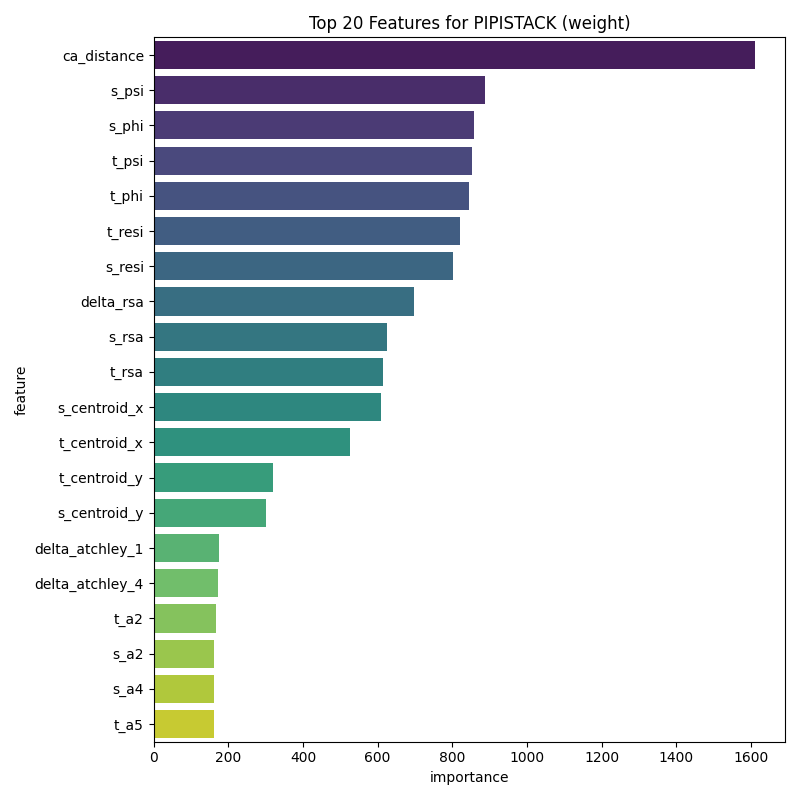 Top 20 Features for PIPISTACK (weight)
feature
ca_distance
s_psi
s_phi
t_psi
t_phi
t_resi
s_resi
delta_rsa
s_rsa
t_rsa
s_centroid_x
t_centroid_x
t_centroid_y
s_centroid_y
delta_atchley_1
delta_atchley_4
t_a2
s_a2
s_a4
t_a5
0 200 400 600 800 1000 1200 1400 1600
importance